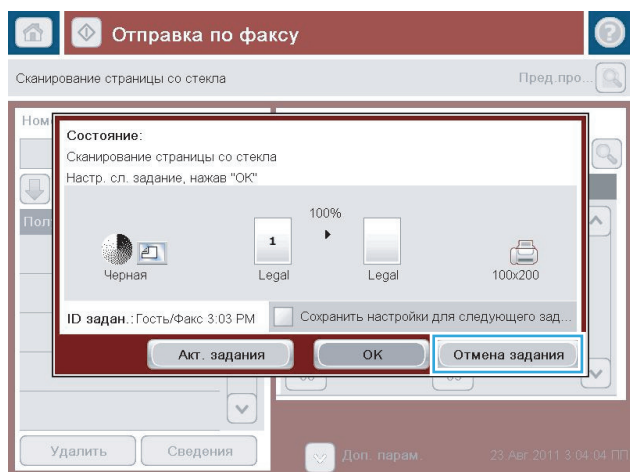 Отправка по факсу
Сканирование страницы со стекла
Пред.про...
Состояние:
Сканирование страницы со стекла
Настр. сл. задание, нажав "OK"
100%
1
Черная
Legal
Legal
100x200
ID задан.: Гость/Факс 3:03 PM
Сохранить настройки для следующего зад...
Акт. задания
OK
Отмена задания
Удалить
Сведения
Доп. парам.
23 Авг 2011 3:04:04 ПП